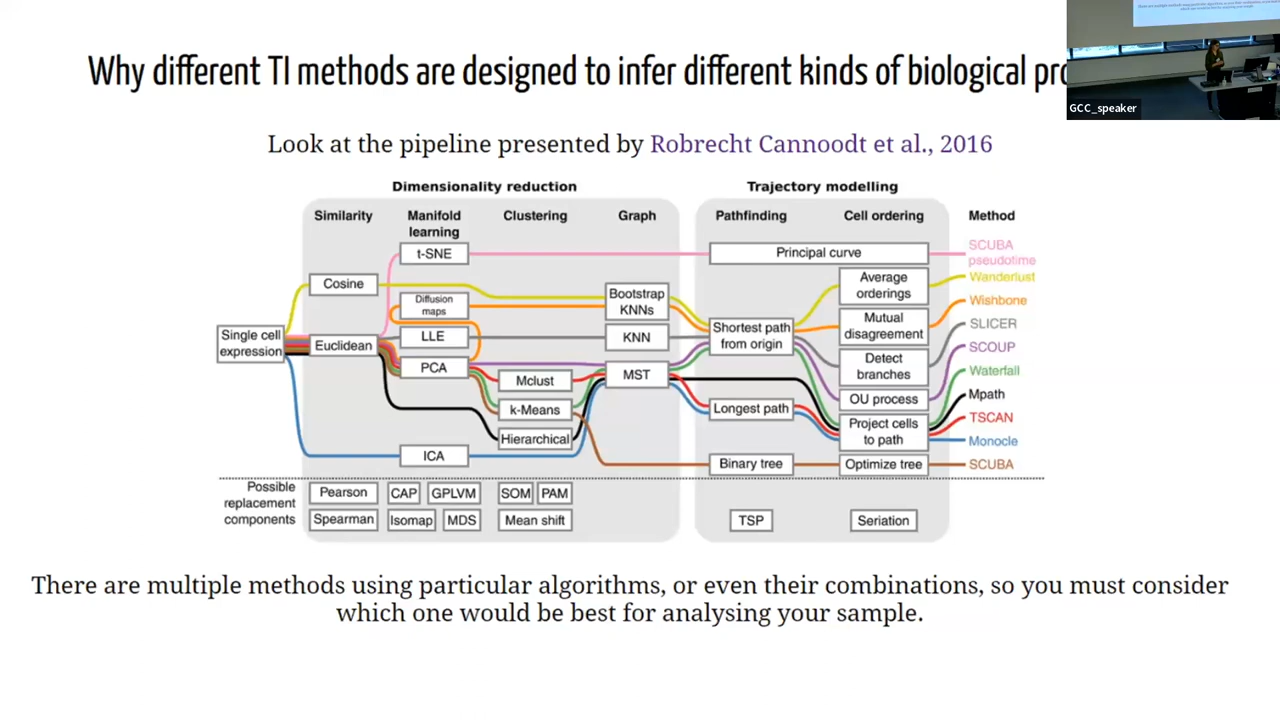 Why different TI methods are designed to infer different kinds of biological pro
GCC_speaker
Look at the pipeline presented by Robrecht Cannoodt et al., 2016
Dimensionality reduction
Trajectory modelling
Similarity
Manifold
learning
Clustering
Graph
Pathfinding
Cell ordering
Method
t-SNE
Principal curve
SCUBA
pseudotime
Cosine
Average
orderings
Wanderlust
Diffusion
maps
Bootstrap
KNNs
Wishbone
Single cell
expression
Euclidean
LLE
KNN
Shortest path
from origin
Mutual
disagreement
SLICER
PCA
MST
Detect
branches
SCOUP
Mclust
Waterfall
k-Means
Longest path
OU process
Mpath
Hierarchical
Project cells
to path
TSCAN
ICA
Monocle
Binary tree
Optimize tree
SCUBA
Possible
replacement
components
Pearson
CAP
GPLVM
SOM
PAM
Spearman
Isomap
MDS
Mean shift
TSP
Seriation
There are multiple methods using particular algorithms, or even their combinations, so you must consider
which one would be best for analysing your sample.